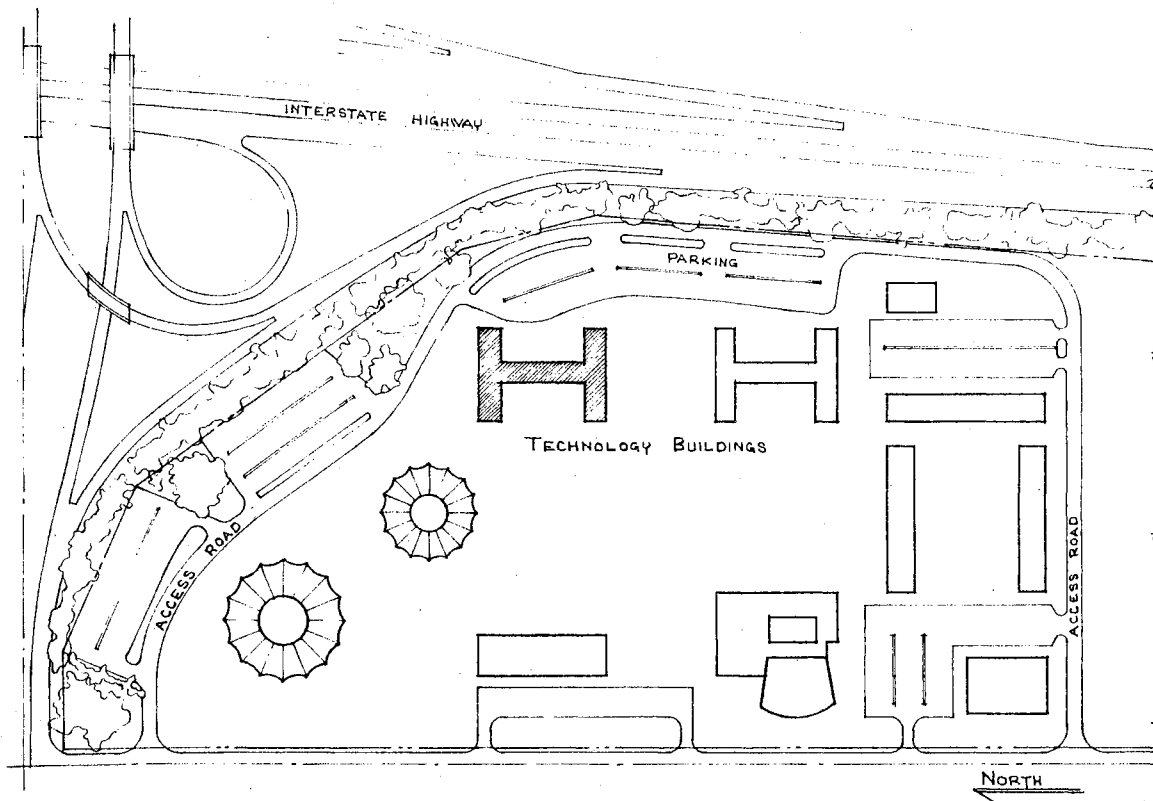 INTERSTATE HIGHWAY
PARKING
TECHNOLOGY BUILDINGS
ACCESS ROAD
ACCESS ROAD
NORTH